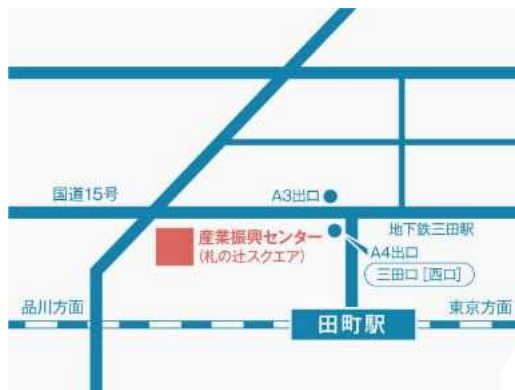 国道15号
A3出口
産業振興センター
(札の辻スクエア)
地下鉄三田駅
A4出口
三田口[西口]
品川方面
東京方面
田町駅